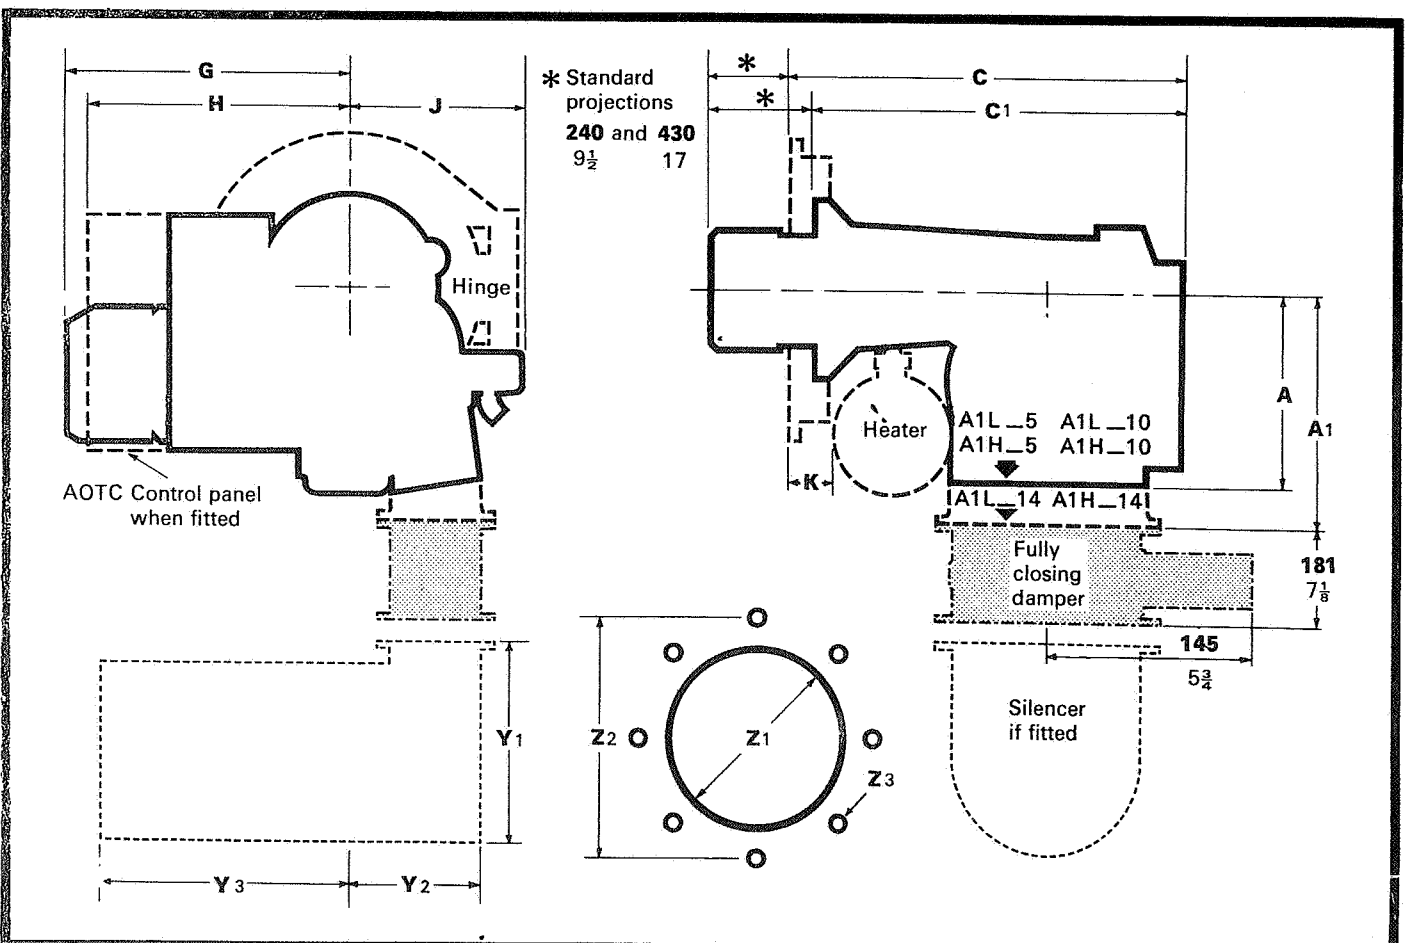 G
H
J
* Standard
projections
240 and 430
9½ 17
*
C
*
C1
Hinge
AOTC Control panel
when fitted
Heater
K
A1L_5 A1L_10
A1H_5 A1H_10
A1L_14 A1H_14
A
A1
Fully
closing
damper
181
7⅛
145
5¾
Silencer
if fitted
Y1
Y3
Y2
Z2
Z1
Z3